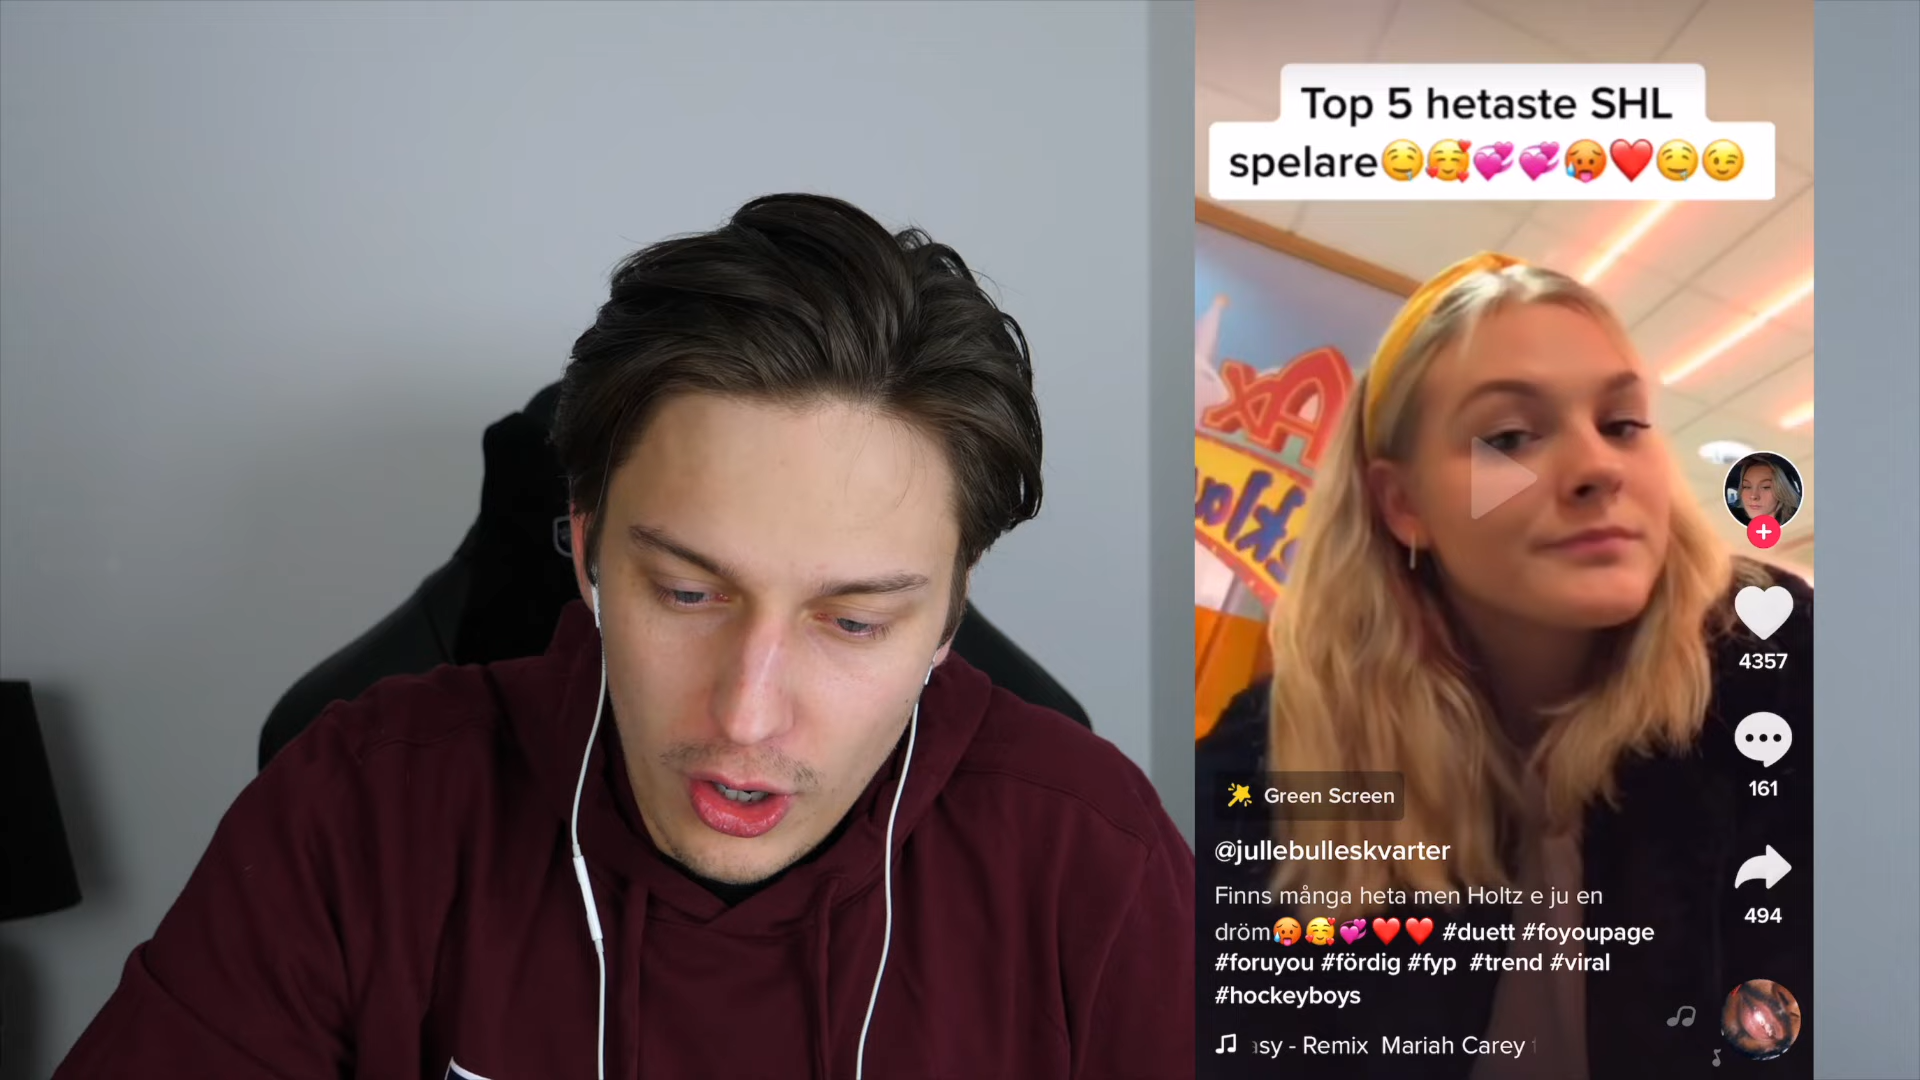 Top 5 hetaste SHL
spelare🤤🥰💞💞🥵❤️🤤😉
4357
161
Green Screen
@jullebulleskvarter
Finns många heta men Holtz e ju en
dröm🥵🥰💞❤️❤️ #duett #foyoupage
#foruyou #fördig #fyp #trend #viral
#hockeyboys
494
Remix Mariah Carey